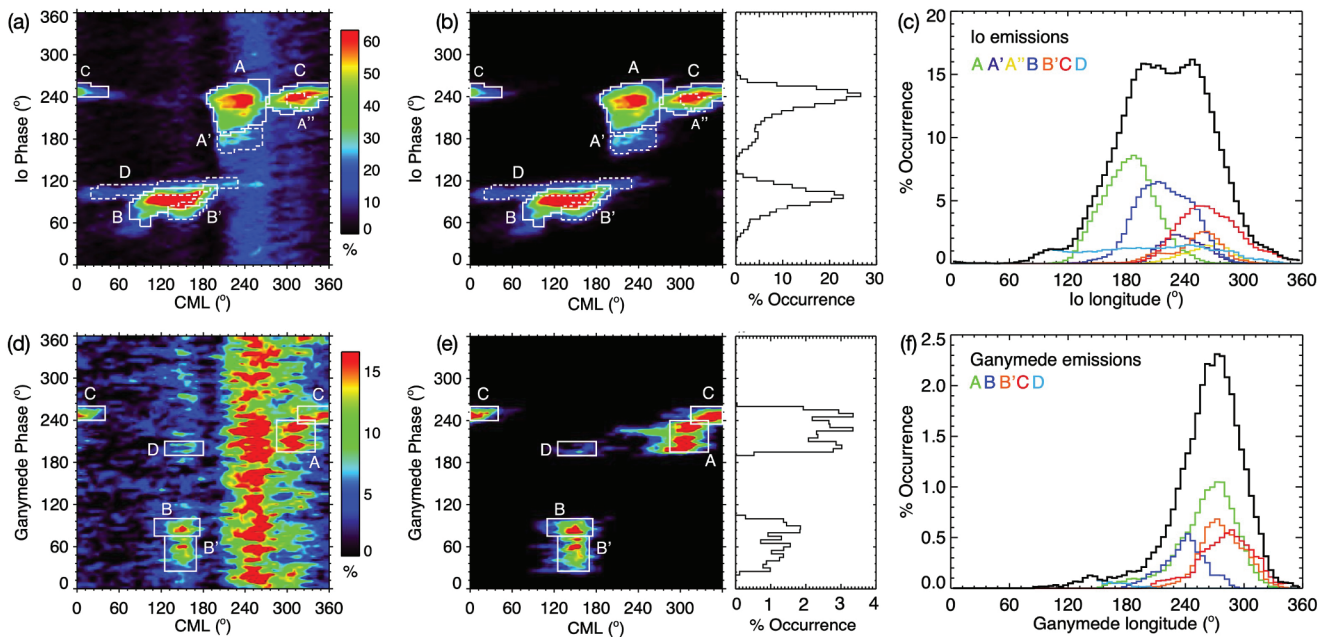 (a)
360
300
240
180
120
60
0
Io Phase (°)
C
A
C
A'
A''
D
B
B'
0 60 120 180 240 300 360
CML (°)
60
50
40
30
20
10
0
%
(b)
360
300
240
180
120
60
0
C
A
C
A'
A''
D
B
B'
0 60 120 180 240 300 360
CML (°)
0 10 20 30
% Occurrence
(c)
20
15
10
5
0
% Occurrence
Io emissions
A A' A'' B B' C D
0 60 120 180 240 300 360
Io longitude (°)
(d)
360
300
240
180
120
60
0
Ganymede Phase (°)
C
C
D
A
B
B'
0 60 120 180 240 300 360
CML (°)
15
10
5
0
%
(e)
360
300
240
180
120
60
0
C
C
D
A
B
B'
0 60 120 180 240 300 360
CML (°)
0 1 2 3 4
% Occurrence
(f)
2.5
2.0
1.5
1.0
0.5
0.0
% Occurrence
Ganymede emissions
A B B' C D
0 60 120 180 240 300 360
Ganymede longitude (°)